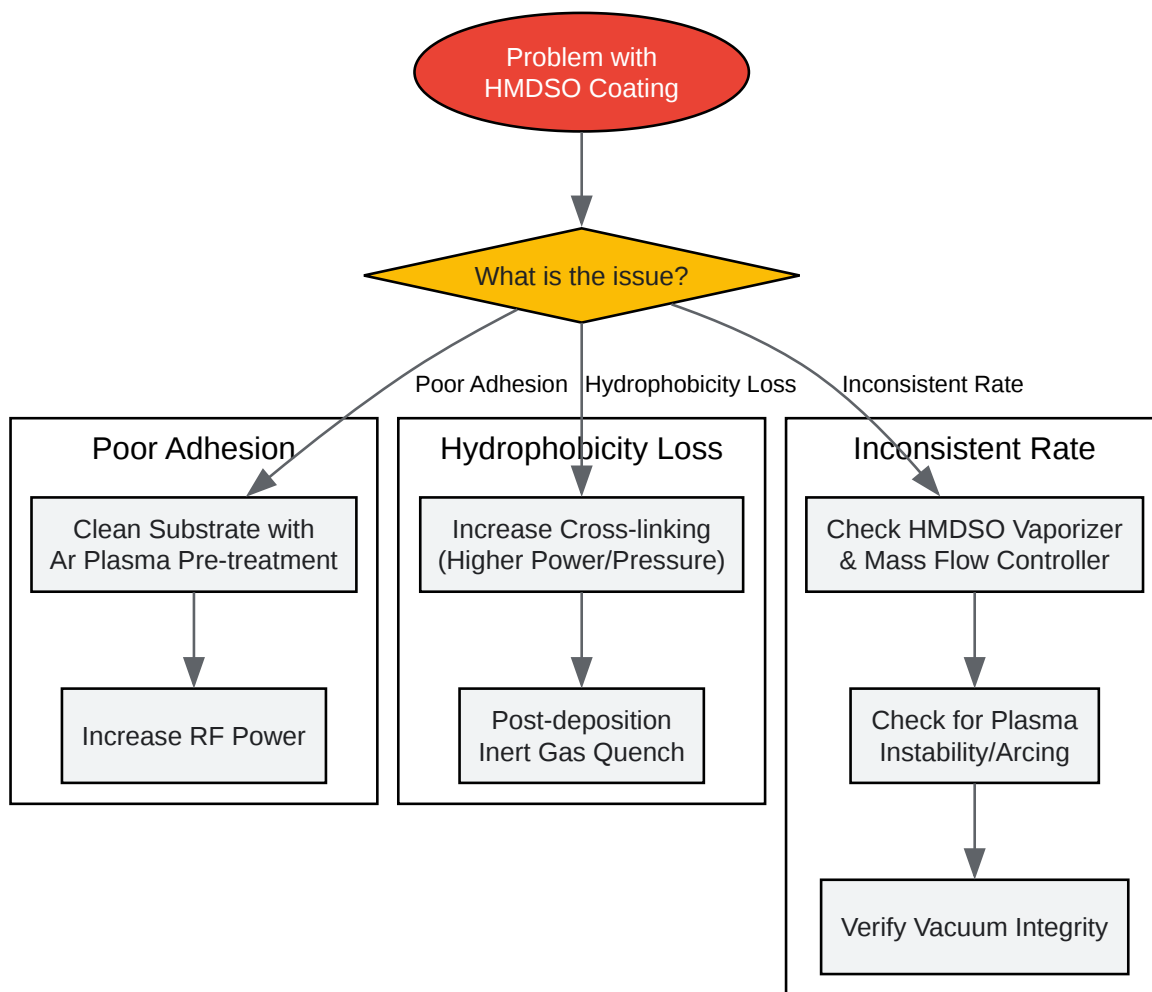 Problem with
HMDSO Coating
What is the issue?
Poor Adhesion
Hydrophobicity Loss
Inconsistent Rate
Poor Adhesion
Clean Substrate with
Ar Plasma Pre-treatment
Increase RF Power
Hydrophobicity Loss
Increase Cross-linking
(Higher Power/Pressure)
Post-deposition
Inert Gas Quench
Inconsistent Rate
Check HMDSO Vaporizer
& Mass Flow Controller
Check for Plasma
Instability/Arcing
Verify Vacuum Integrity